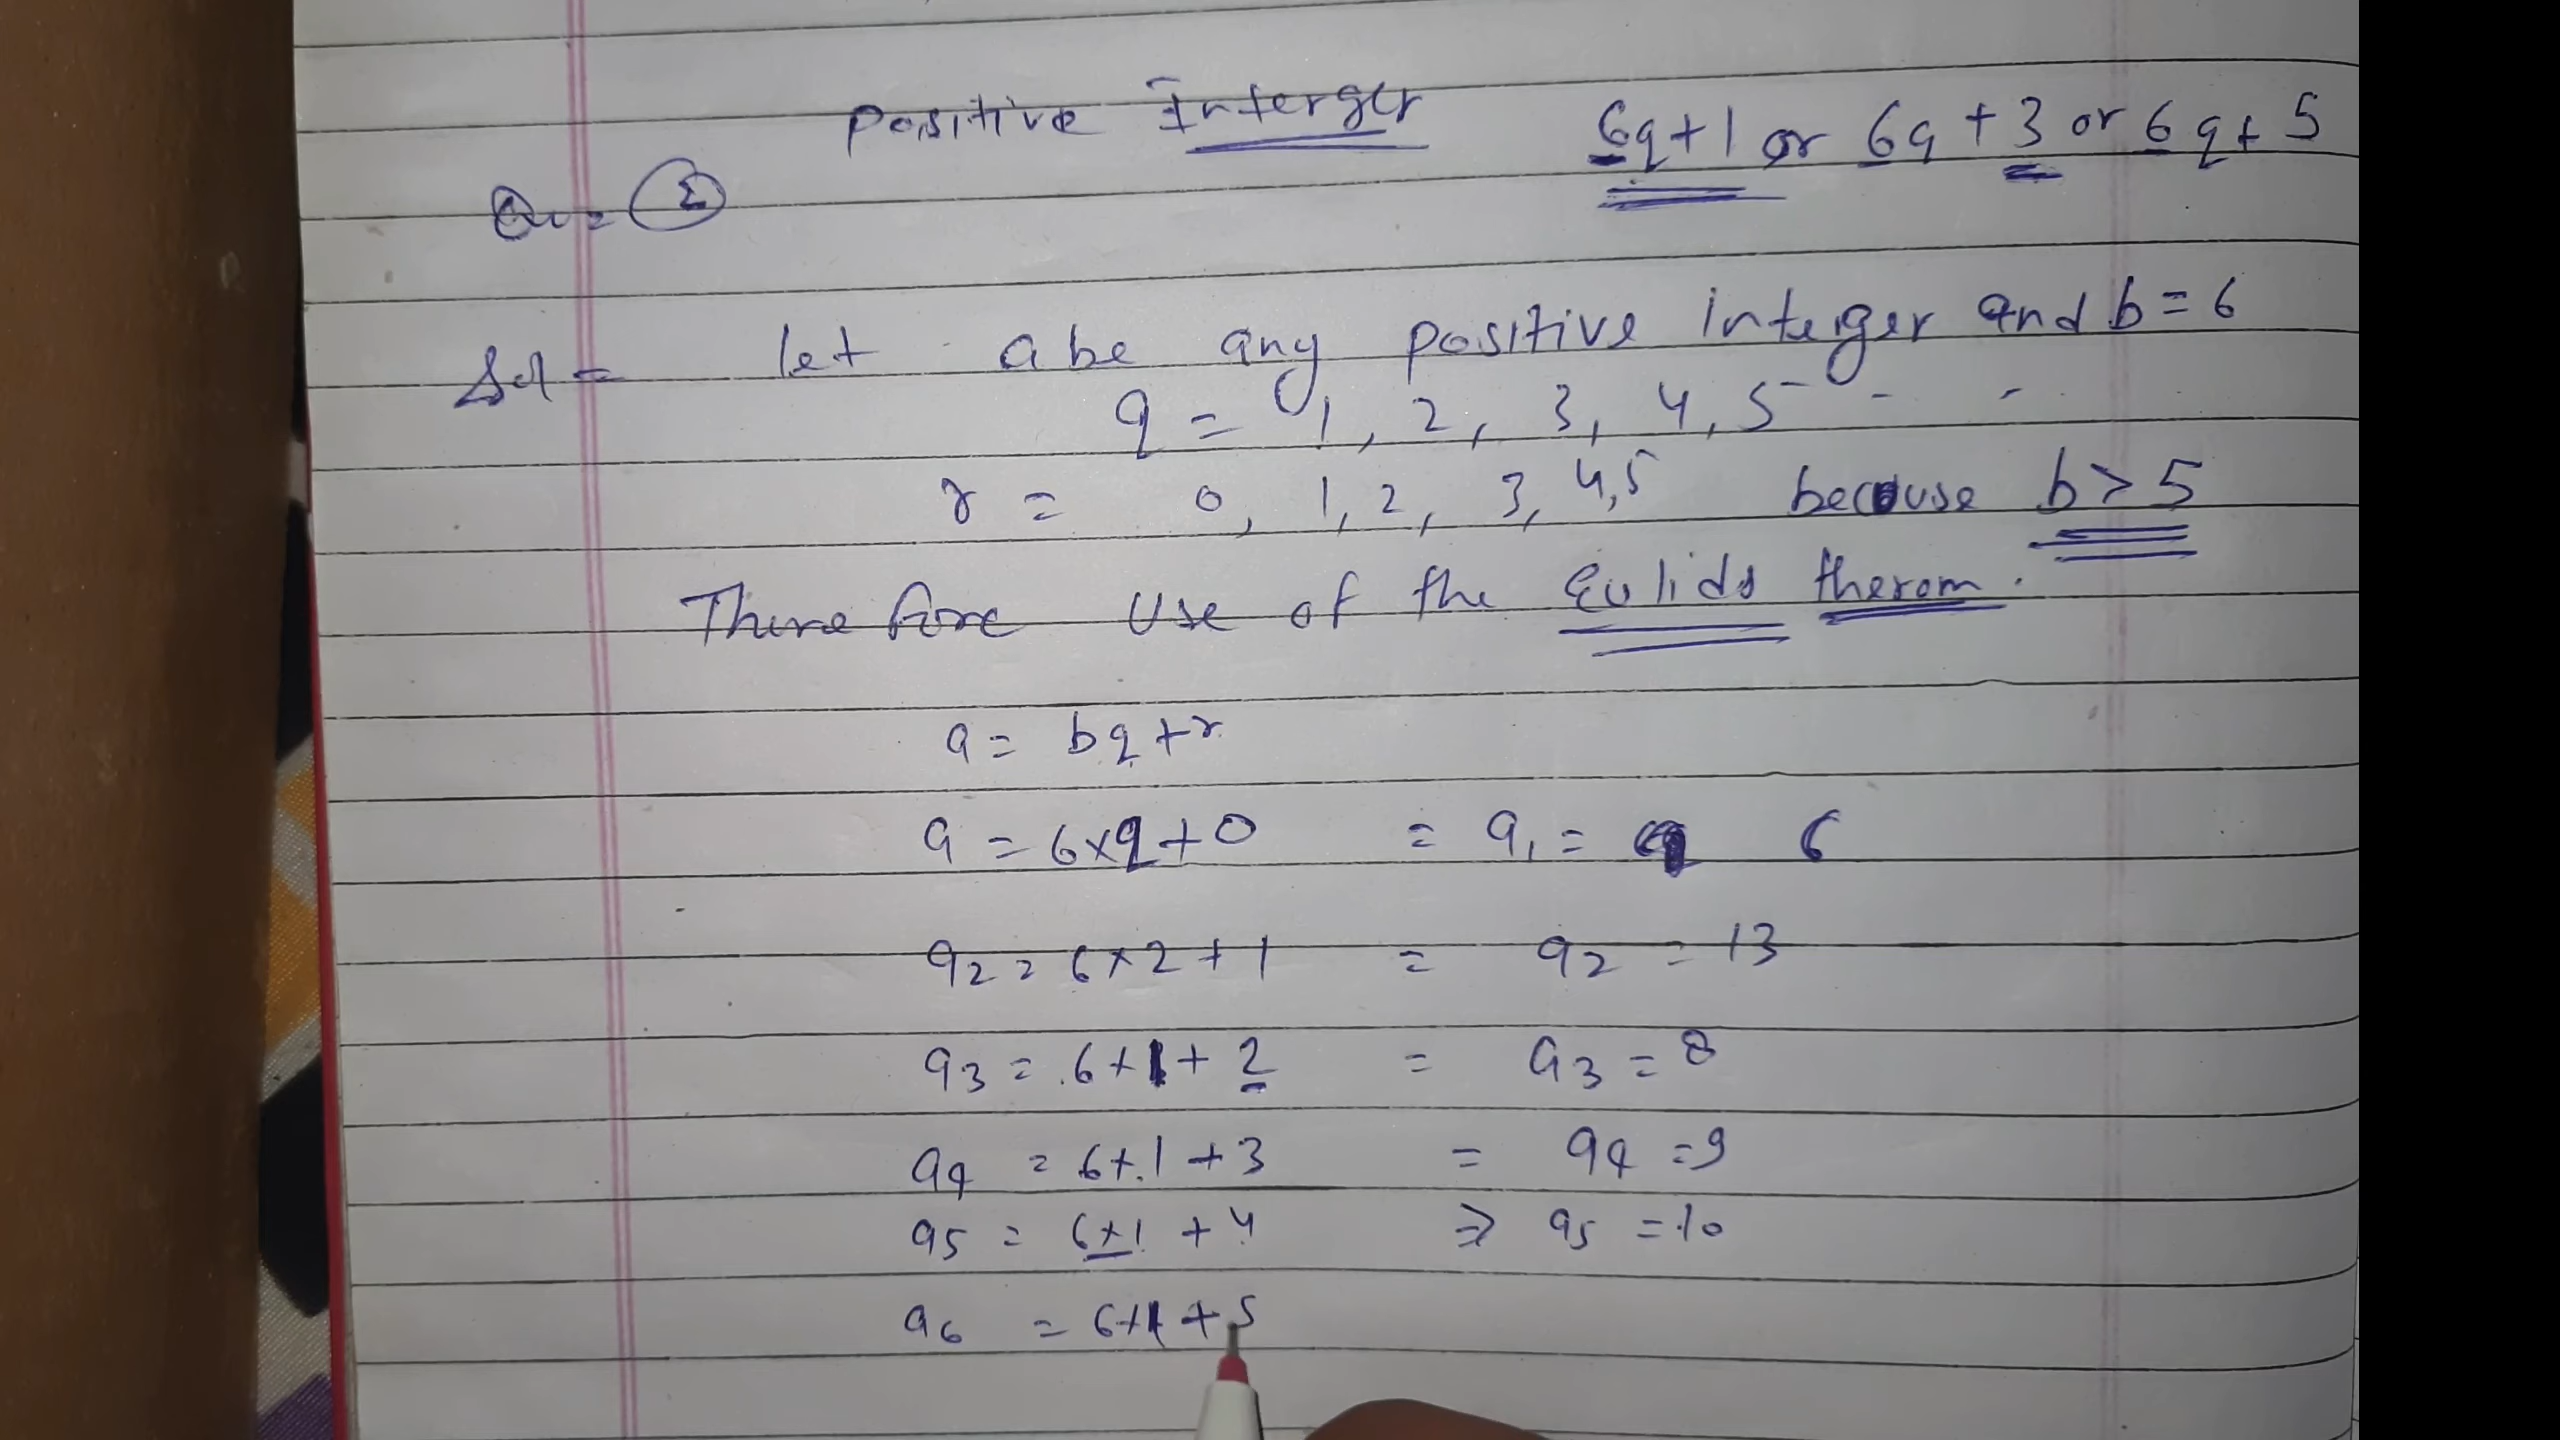 Positive Interger 6q+1 or 6q+3 or 6q+5
Qu = 2
Sol = let a be any positive integer and b = 6
q = 1, 2, 3, 4, 5 - -
r = 0, 1, 2, 3, 4, 5 because b > 5
There fore use of the Eulids therom.
a = bq + r
a = 6×q+0 = a1 = 6
a2 = 6×2+1 = a2 = 13
a3 = 6×1+2 = a3 = 8
a4 = 6×1+3 = a4 = 9
a5 = 6×1+4 ⇒ a5 = 10
a6 = 6×1+5